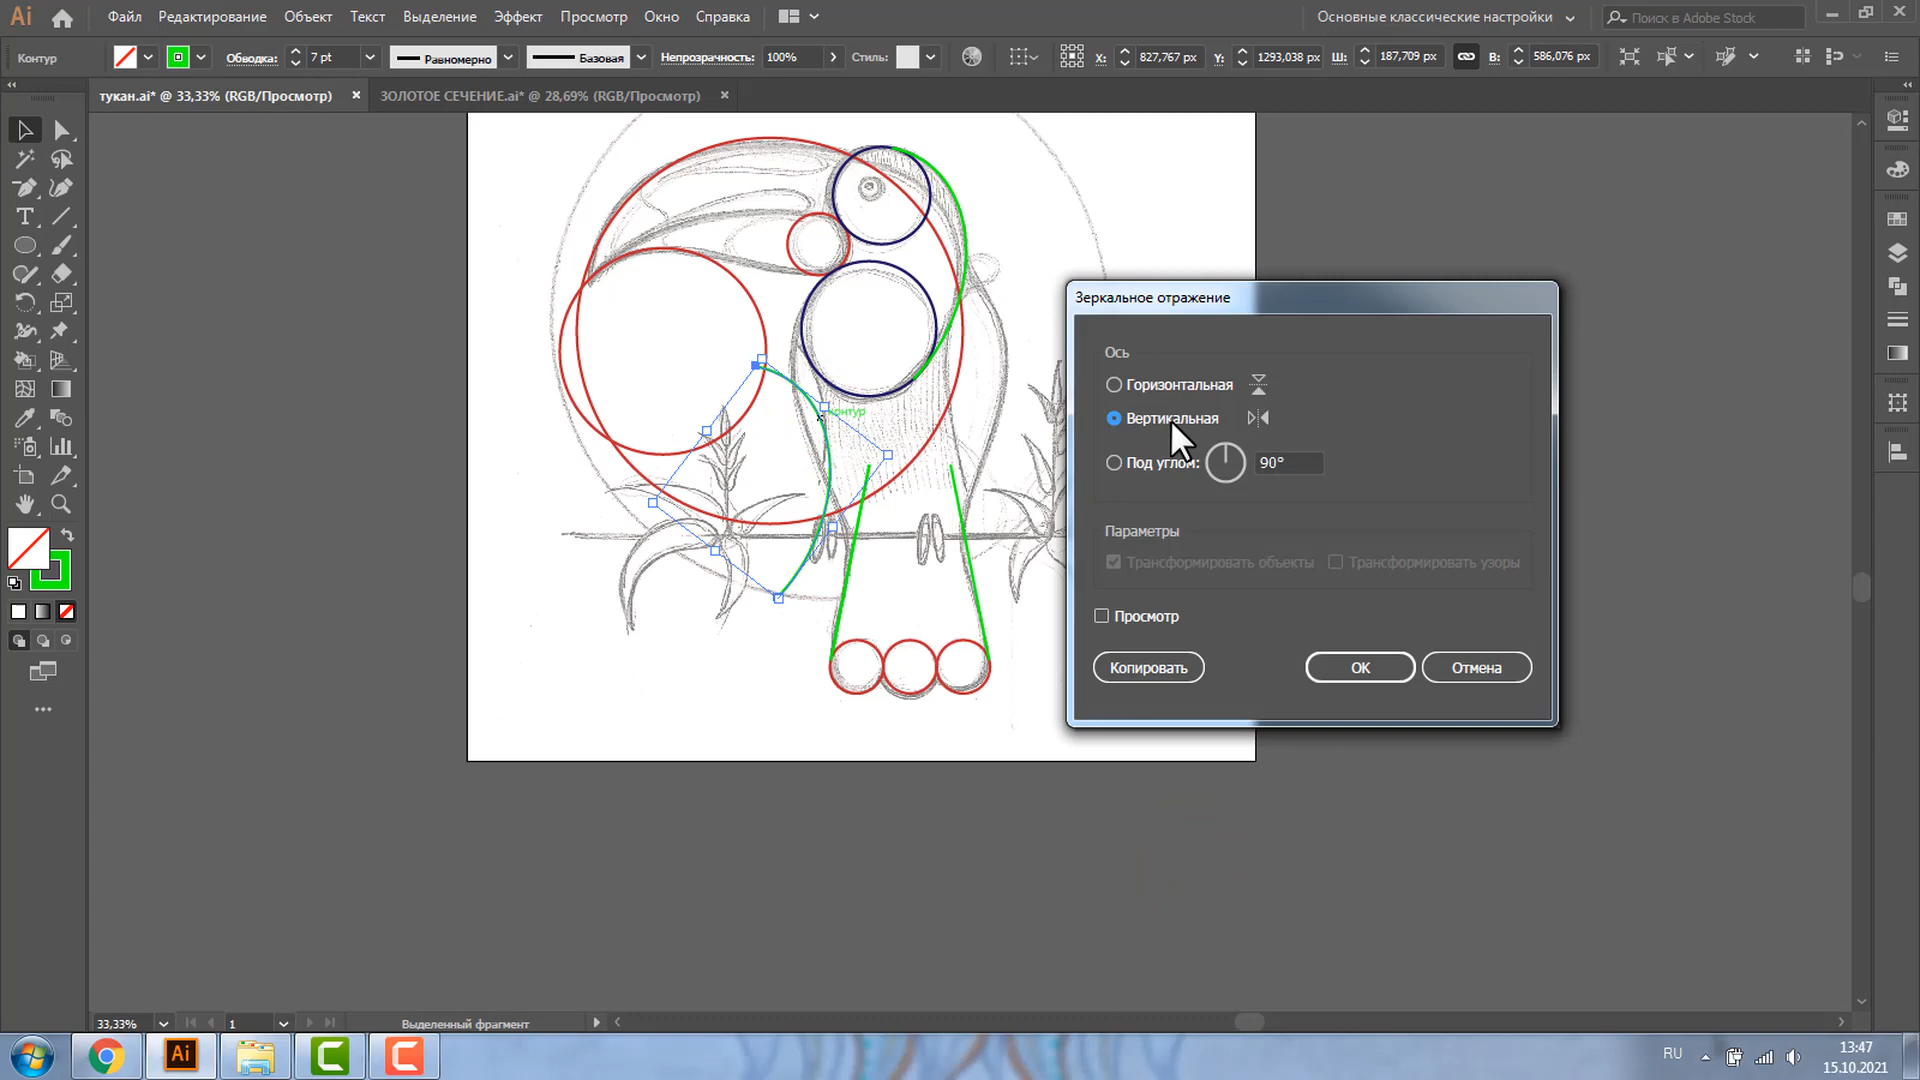 Ai Файл Редактирование Объект Текст Выделение Эффект Просмотр Окно Справка Основные классические настройки Поиск в Adobe Stock
Контур Обводка: 7 pt Равномерно Базовая Непрозрачность: 100% Стиль: X: 827,767 px Y: 1293,038 px Ш: 187,709 px В: 586,076 px
тукан.ai* @ 33,33% (RGB/Просмотр) ЗОЛОТОЕ СЕЧЕНИЕ.ai* @ 28,69% (RGB/Просмотр)
Зеркальное отражение
Ось
Горизонтальная
Вертикальная
контур
Под углом: 90°
Параметры
Трансформировать объекты Трансформировать узоры
Просмотр
Копировать OK Отмена
33,33% 1 Выделенный фрагмент
Ai RU 13:47
15.10.2021